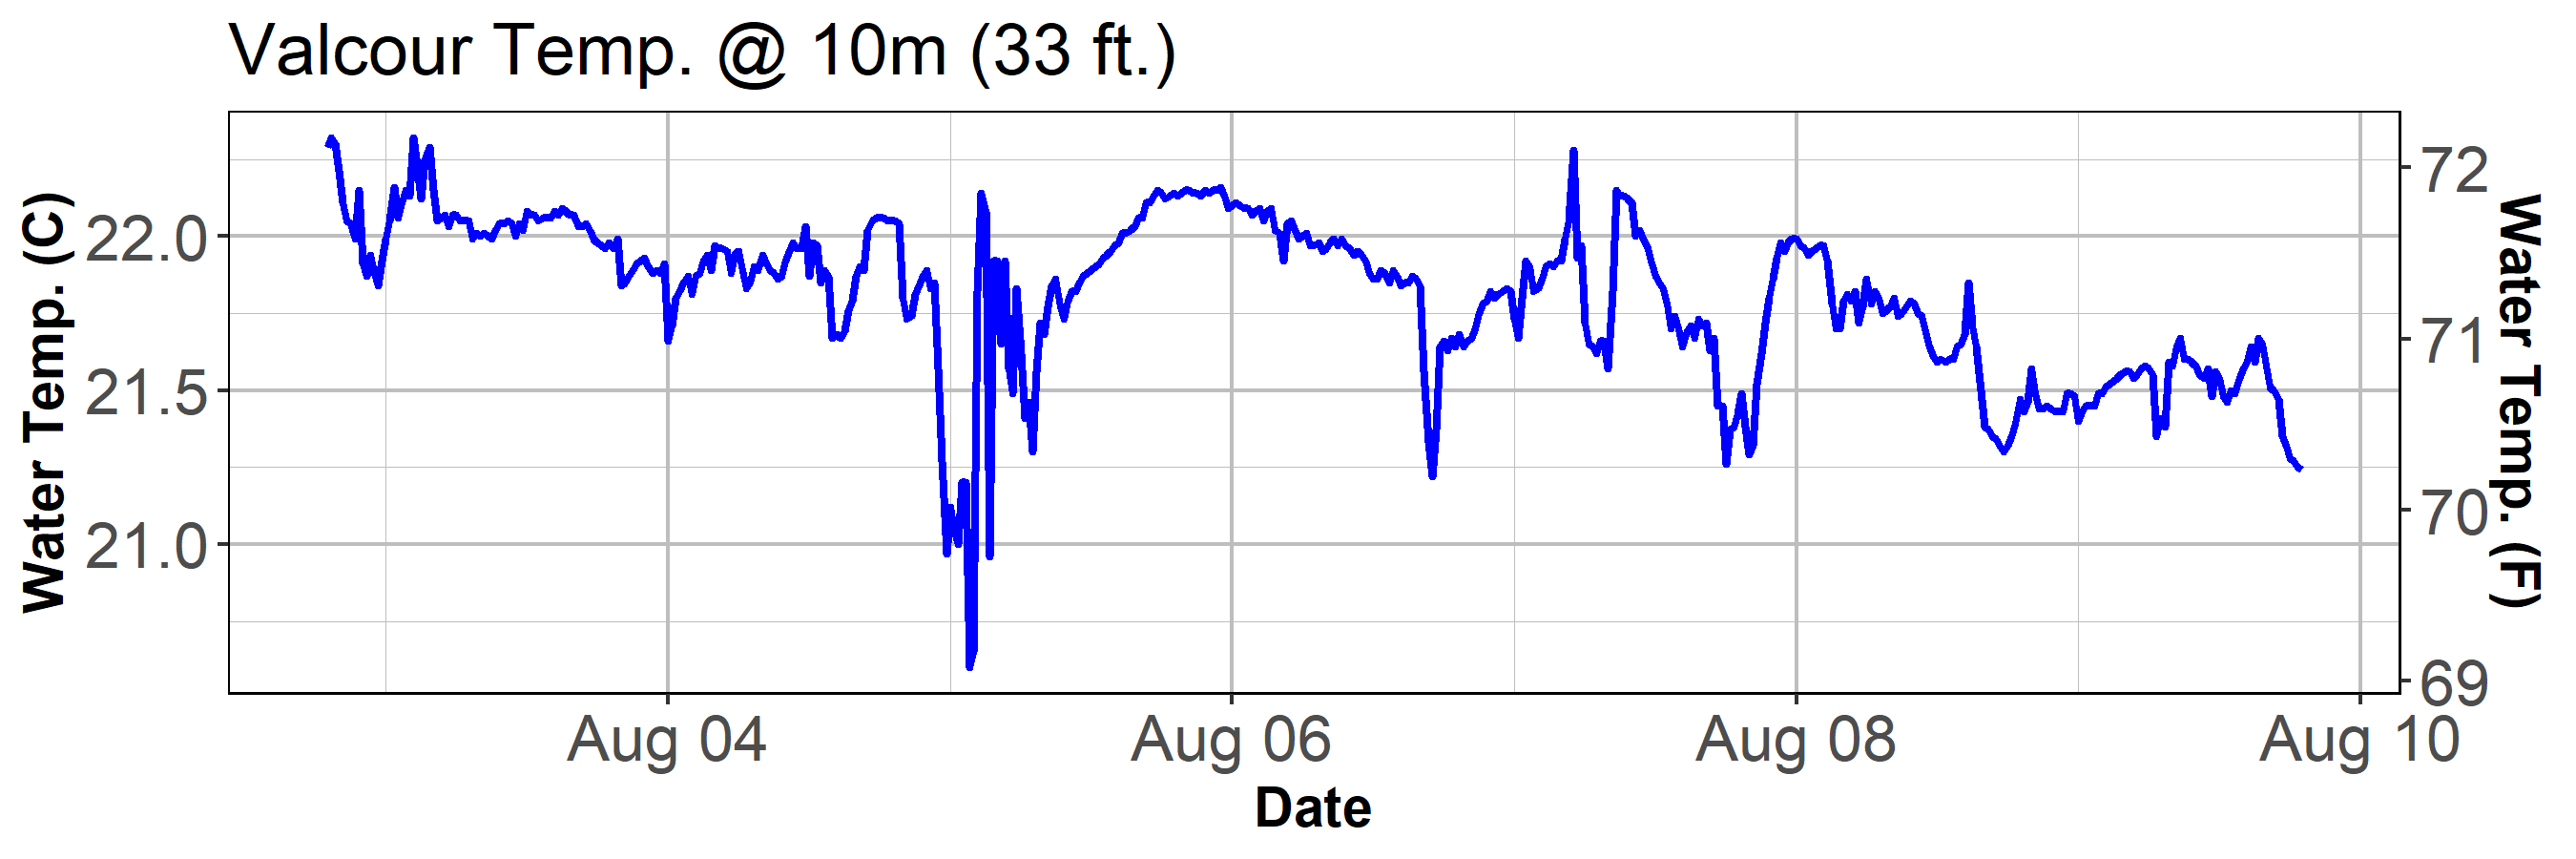 Valcour Temp. @ 10m (33 ft.)
Water Temp. (C)
22.0
21.5
21.0
72
71
70
69
Water Temp. (F)
Aug 04
Aug 06
Aug 08
Aug 10
Date